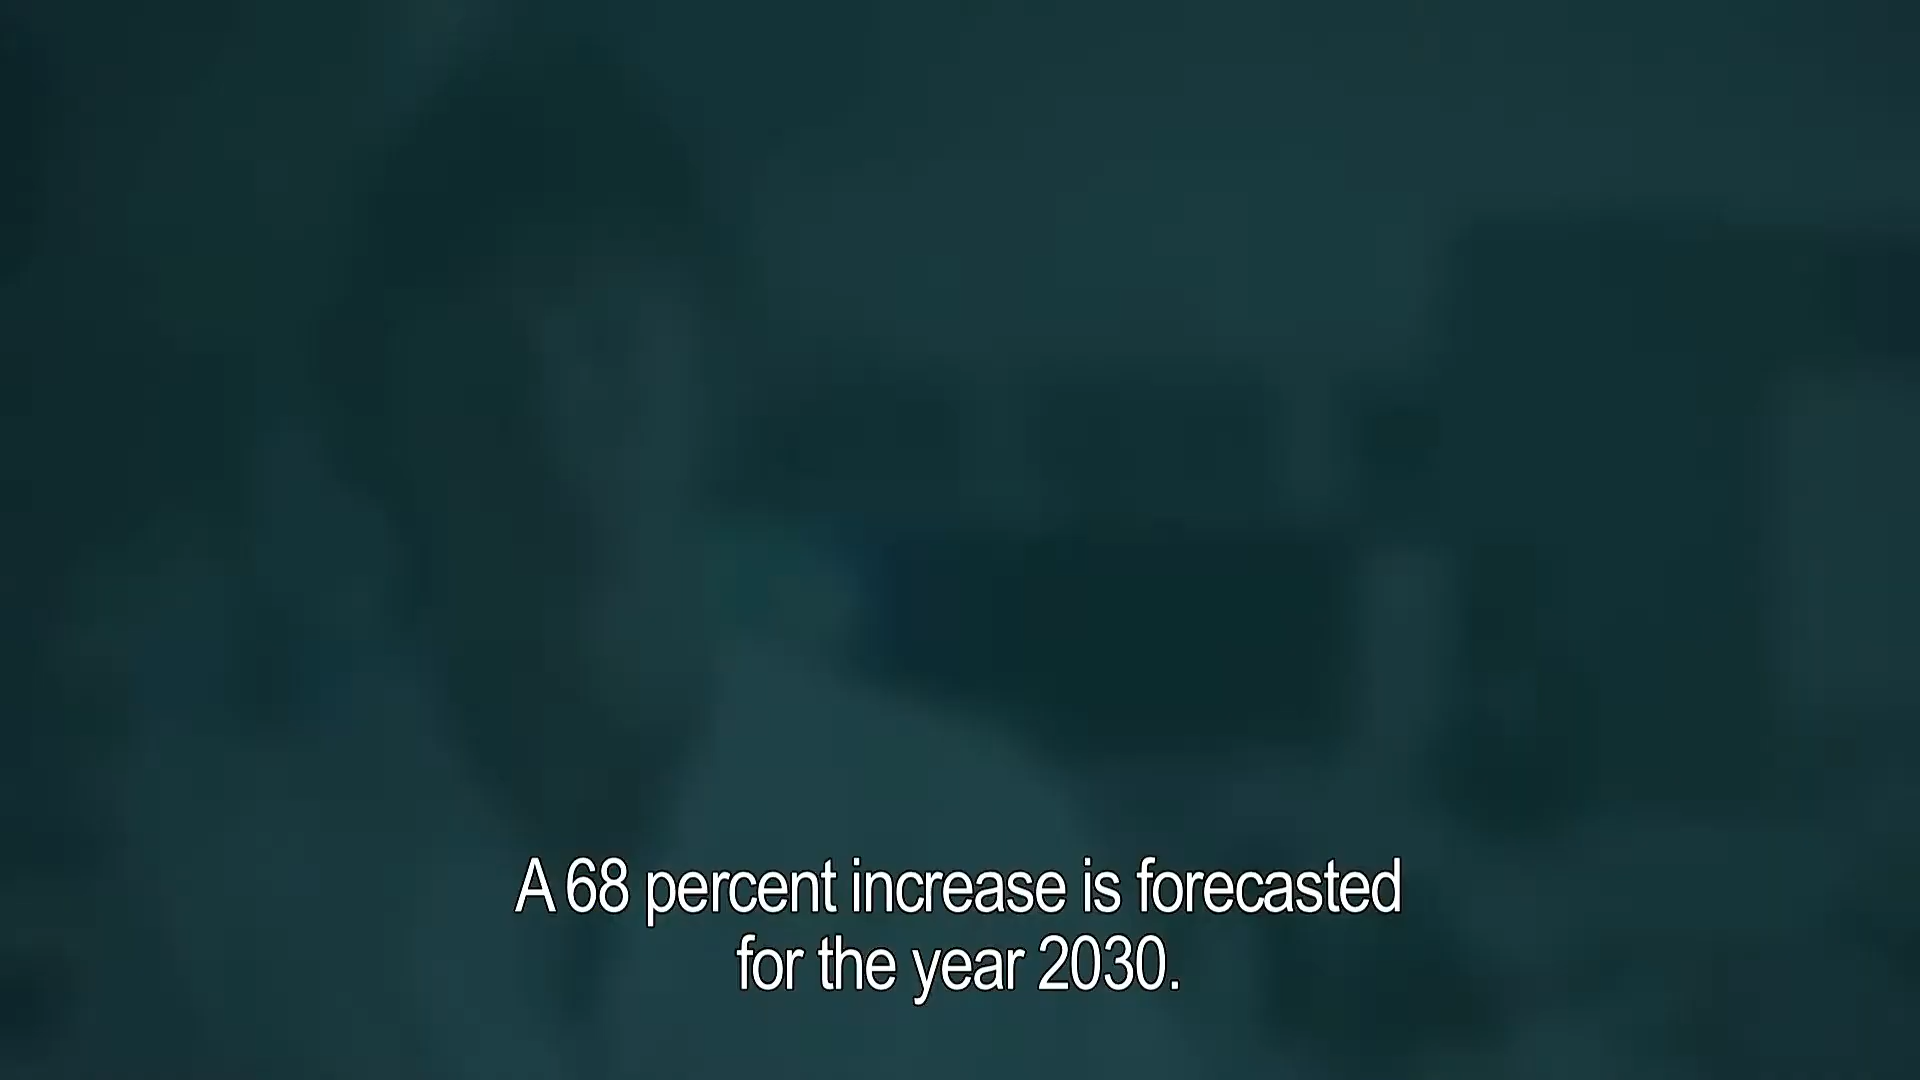 A 68 percent increase is forecasted
for the year 2030.